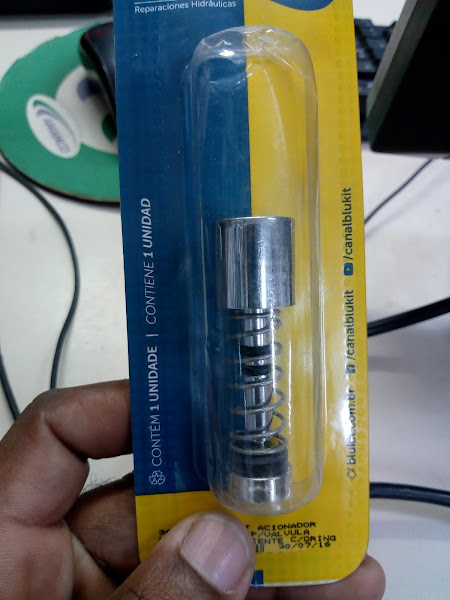 Reparaciones Hidráulicas
CONTÉM 1 UNIDADE | CONTIENE 1 UNIDAD
/canalblukit
/canalblukit
blukit.com.br
ACIONADOR
P/VALVULA
C/ORING
30/07/18